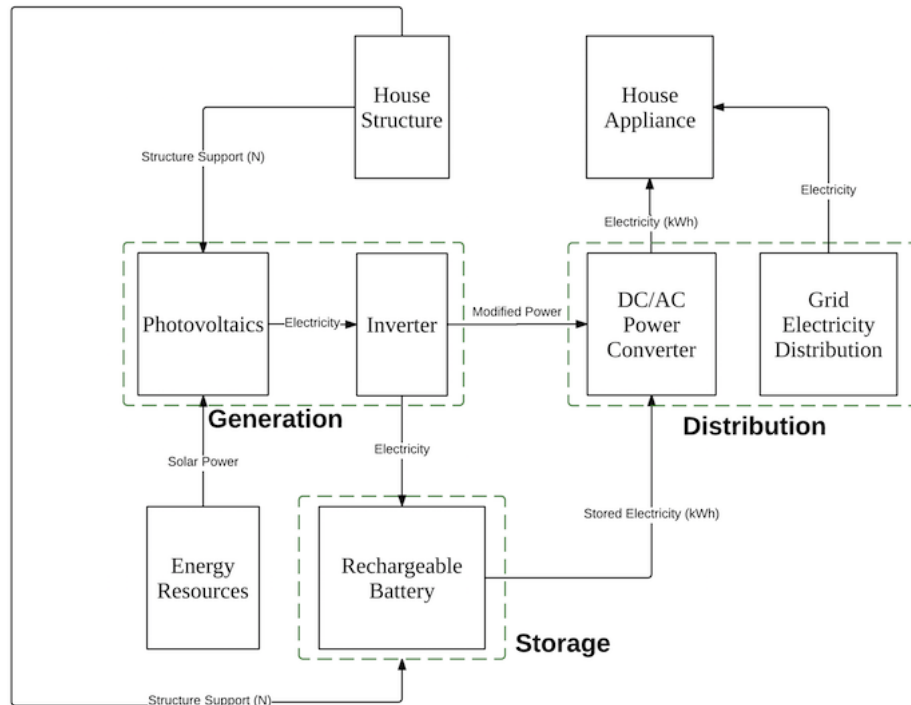 House
Structure
House
Appliance
Structure Support (N)
Electricity
Electricity (kWh)
Photovoltaics
Electricity
Inverter
Modified Power
DC/AC
Power
Converter
Grid
Electricity
Distribution
Generation
Distribution
Solar Power
Electricity
Stored Electricity (kWh)
Energy
Resources
Rechargeable
Battery
Storage
Structure Support (N)